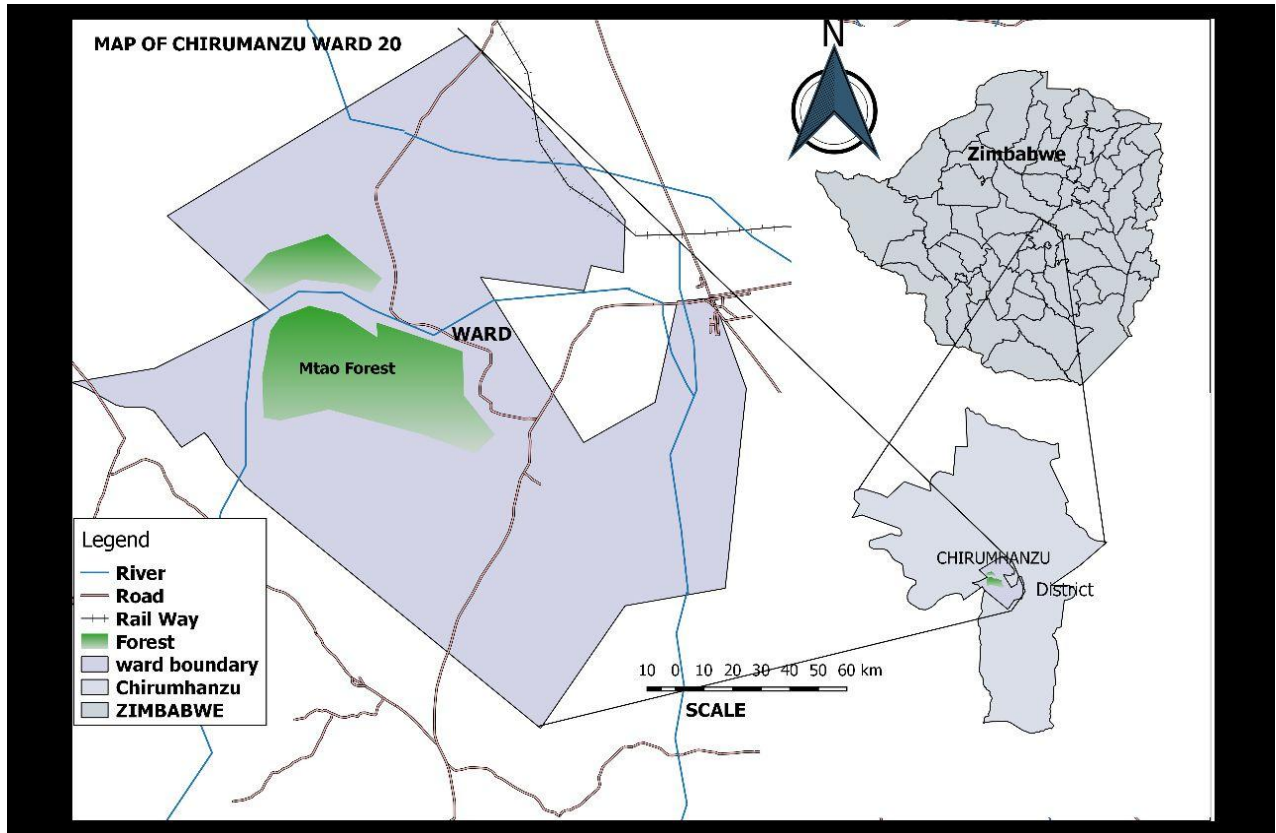 MAP OF CHIRUMANZU WARD 20
N
Zimbabwe
WARD
Mtao Forest
CHIRUMHANZU
District
Legend
River
Road
Rail Way
Forest
ward boundary
Chirumhanzu
ZIMBABWE
10 0 10 20 30 40 50 60 km
SCALE